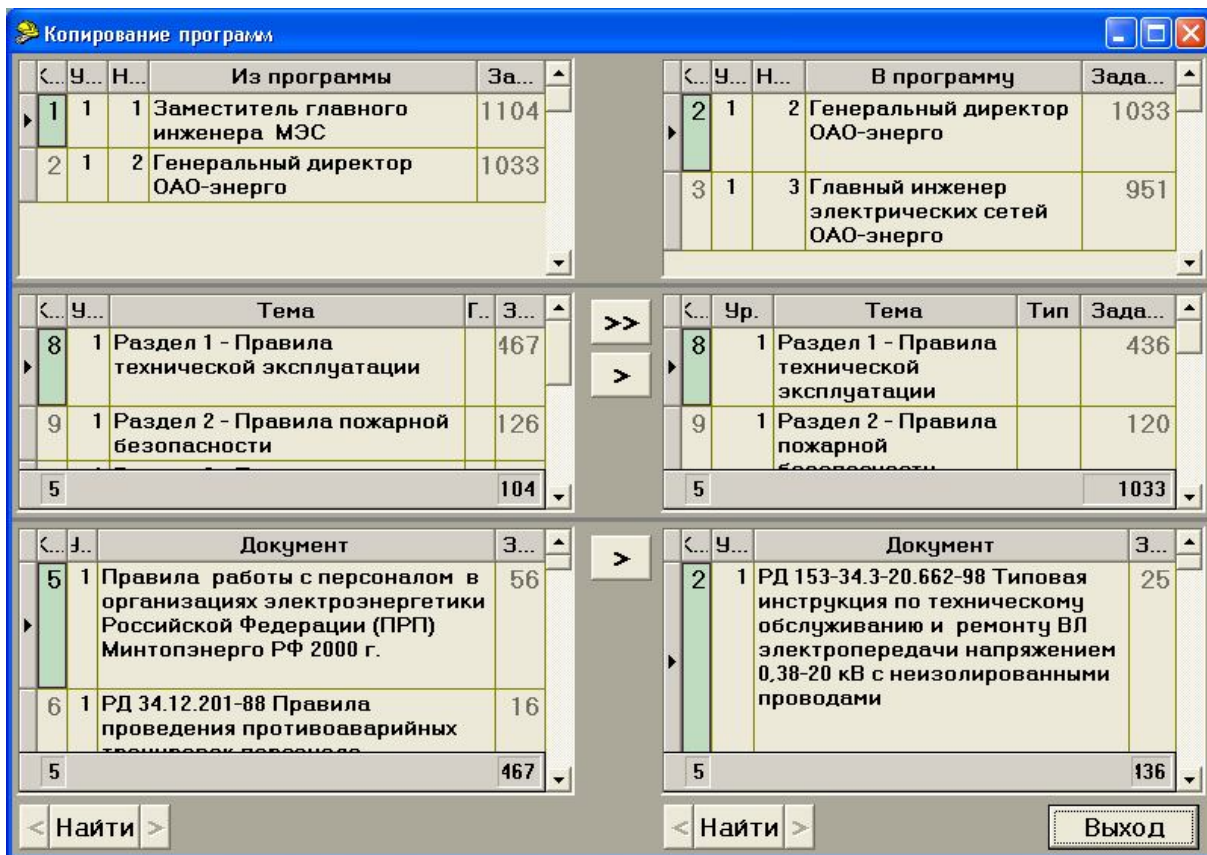 Копирование программ
К... У... Н... Из программы За...
1 1 1 Заместитель главного
инженера МЭС 1104
2 1 2 Генеральный директор
ОАО-энерго 1033
К... У... Н... В программу Зада...
2 1 2 Генеральный директор
ОАО-энерго 1033
3 1 3 Главный инженер
электрических сетей
ОАО-энерго 951
К... У... Тема Г.. З...
8 1 Раздел 1 - Правила
технической эксплуатации 467
9 1 Раздел 2 - Правила пожарной
безопасности 126
5 104
>>
>
К... Ур. Тема Тип Зада...
8 1 Раздел 1 - Правила
технической
эксплуатации 436
9 1 Раздел 2 - Правила
пожарной 120
5 1033
К... У.. Документ З...
5 1 Правила работы с персоналом в
организациях электроэнергетики
Российской Федерации (ПРП)
Минтопэнерго РФ 2000 г. 56
6 1 РД 34.12.201-88 Правила
проведения противоаварийных 16
5 467
>
К... У... Документ З...
2 1 РД 153-34.3-20.662-98 Типовая
инструкция по техническому
обслуживанию и ремонту ВЛ
электропередачи напряжением
0,38-20 кВ с неизолированными
проводами 25
5 436
< Найти >
< Найти >
Выход